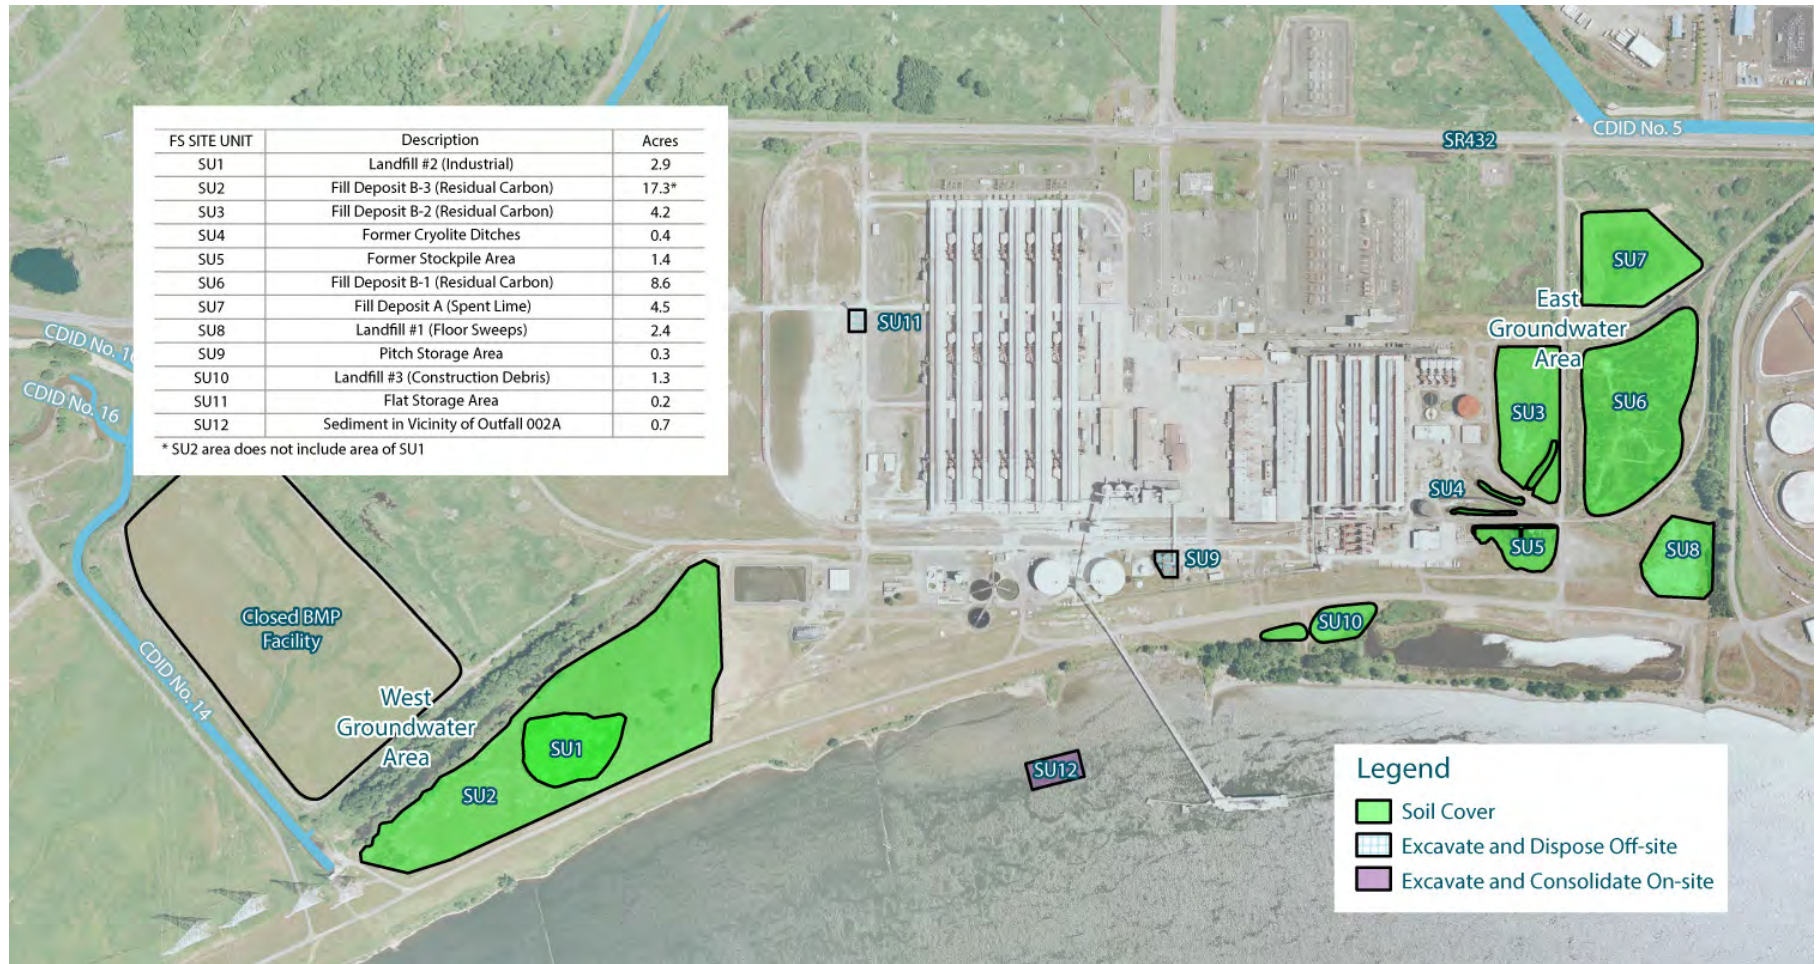 CDID No. 5
SR432
FS SITE UNIT Description Acres
SU1 Landfill #2 (Industrial) 2.9
SU2 Fill Deposit B-3 (Residual Carbon) 17.3*
SU3 Fill Deposit B-2 (Residual Carbon) 4.2
SU4 Former Cryolite Ditches 0.4
SU5 Former Stockpile Area 1.4
SU6 Fill Deposit B-1 (Residual Carbon) 8.6
SU7 Fill Deposit A (Spent Lime) 4.5
SU8 Landfill #1 (Floor Sweeps) 2.4
SU9 Pitch Storage Area 0.3
SU10 Landfill #3 (Construction Debris) 1.3
SU11 Flat Storage Area 0.2
SU12 Sediment in Vicinity of Outfall 002A 0.7
* SU2 area does not include area of SU1
SU7
East
Groundwater
Area
SU11
CDID No. 1
CDID No. 16
SU3
SU6
SU4
SU5
SU8
SU9
Closed BMP
Facility
SU10
CDID No. 14
West
Groundwater
Area
SU1
SU2
SU12
Legend
Soil Cover
Excavate and Dispose Off-site
Excavate and Consolidate On-site